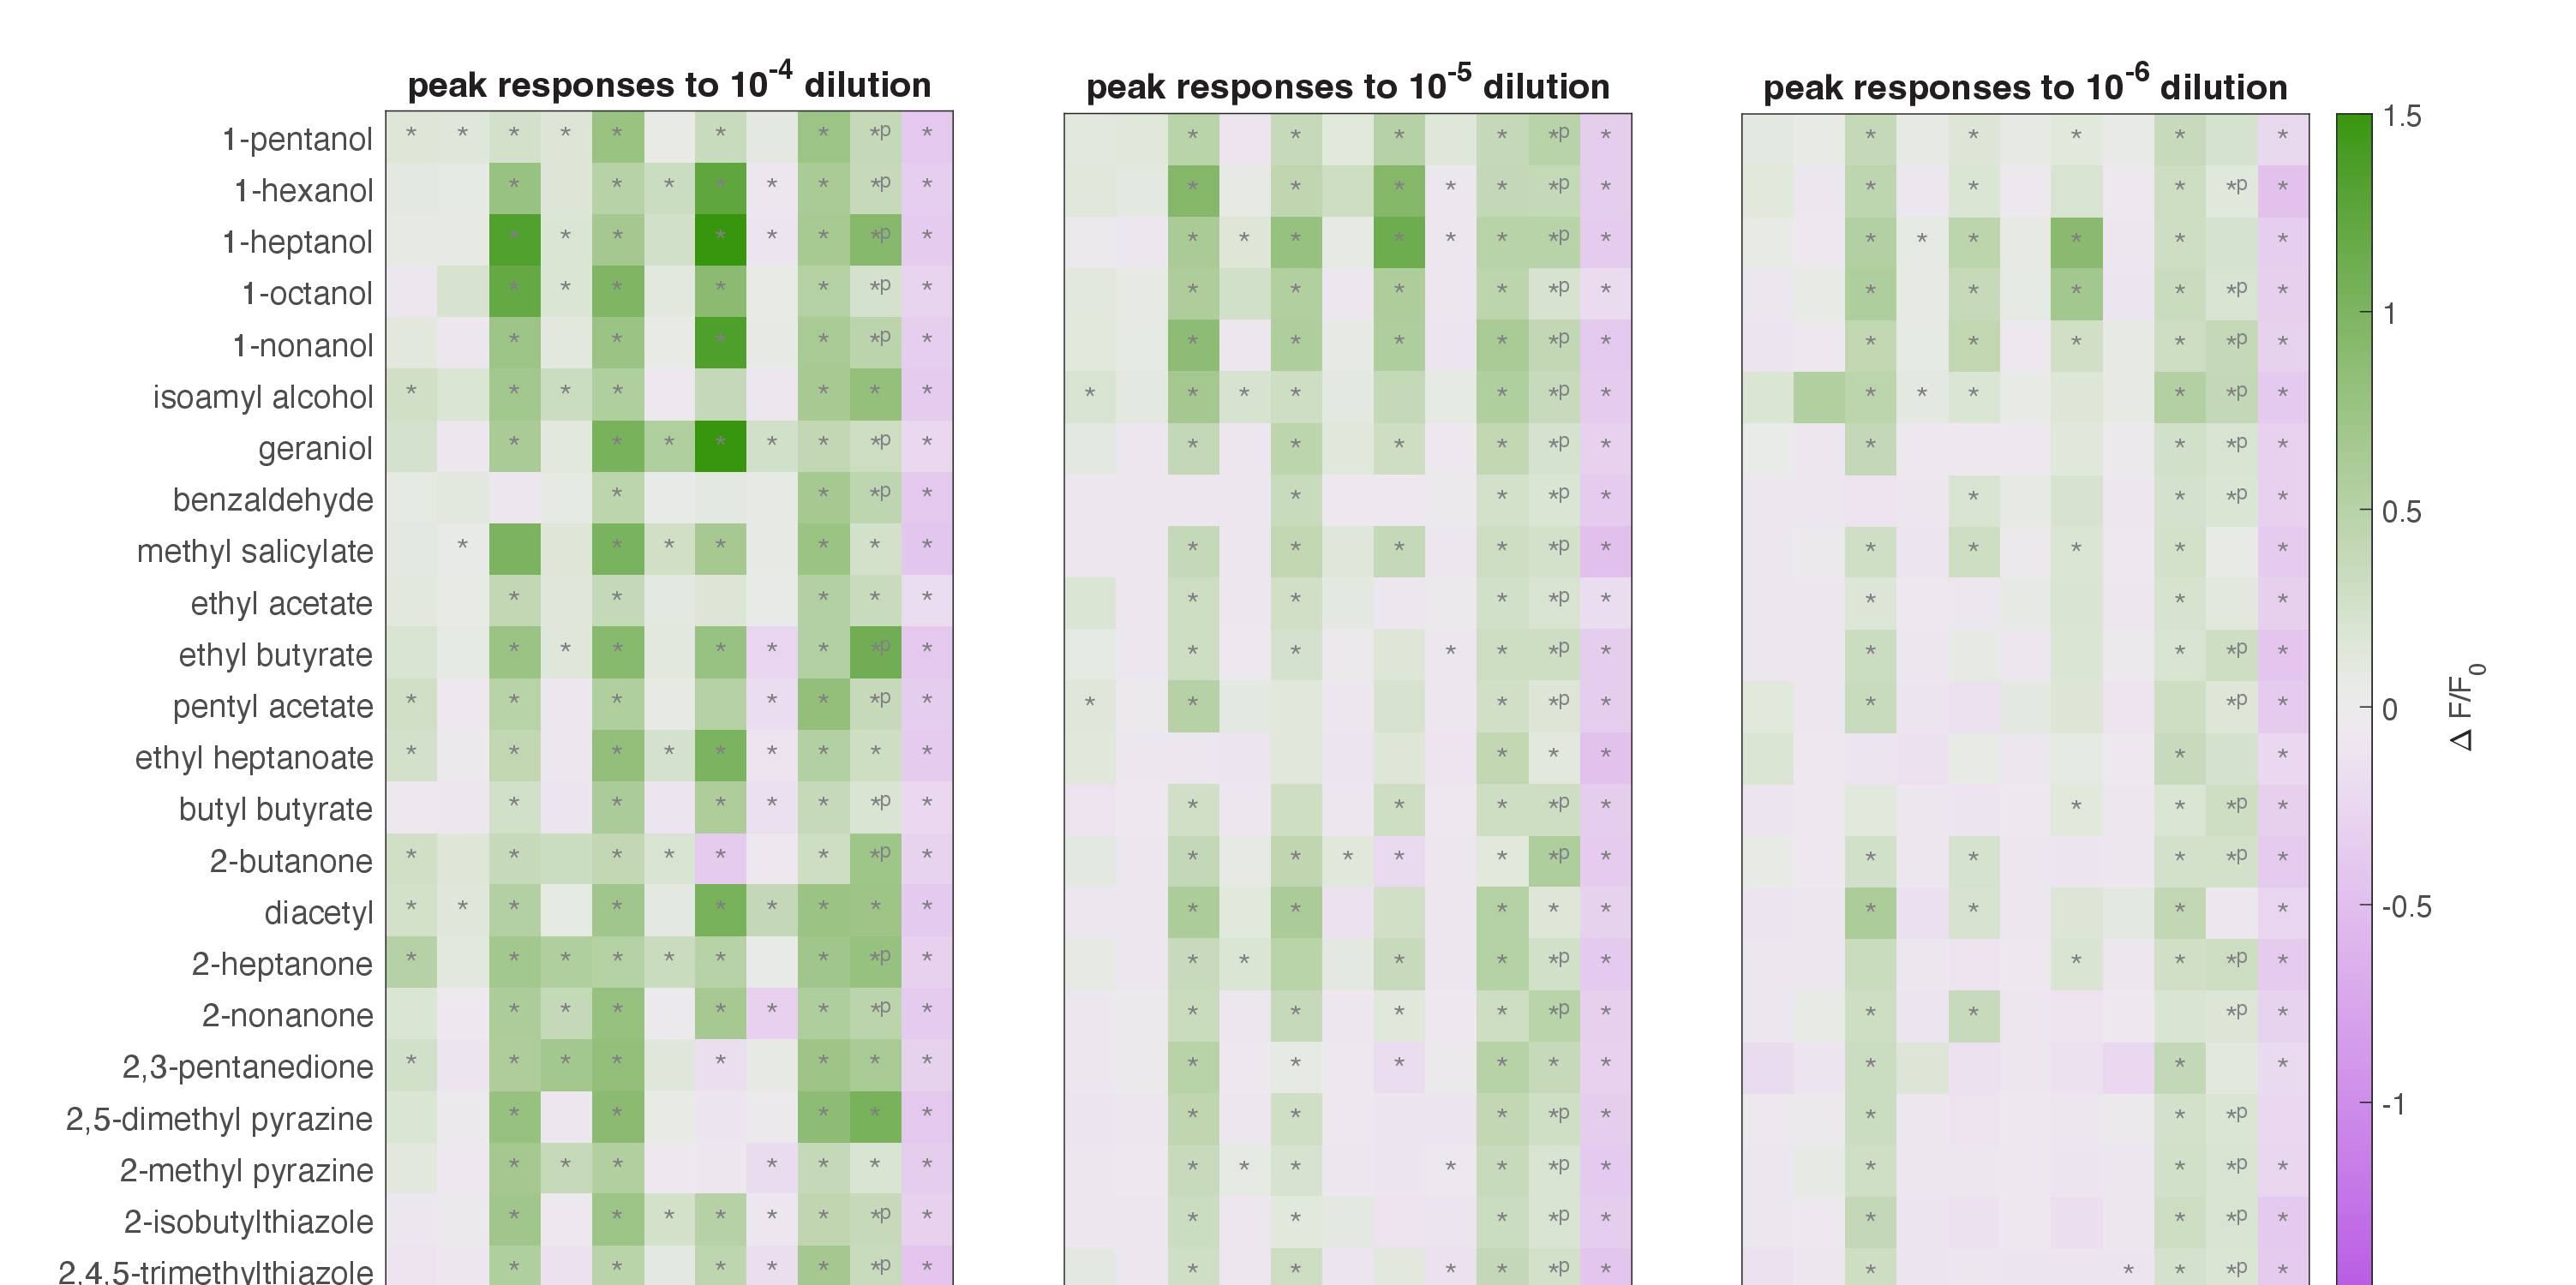 peak responses to 10-4 dilution
peak responses to 10-5 dilution
peak responses to 10-6 dilution
1-pentanol * * * * * * * *p *
1-hexanol * * * * * * *p *
1-heptanol * * * * * * *p *
1-octanol * * * * * *p *
1-nonanol * * * * *p *
isoamyl alcohol * * * * * * *
geraniol * * * * * * *p *
benzaldehyde * * *p *
methyl salicylate * * * * * * *
ethyl acetate * * * * *
ethyl butyrate * * * * * * *p *
pentyl acetate * * * * * *p *
ethyl heptanoate * * * * * * * * *
butyl butyrate * * * * * *p *
2-butanone * * * * * * *p *
diacetyl * * * * * * * * *
2-heptanone * * * * * * * *p *
2-nonanone * * * * * * *p *
2,3-pentanedione * * * * * * * *
2,5-dimethyl pyrazine * * * * *
2-methyl pyrazine * * * * * * *
2-isobutylthiazole * * * * * * *p *
2,4,5-trimethylthiazole * * * * * *p *
* * * * *p *
* * * * * *p *
* * * * * * *p *
* * * * *p *
* * * * *p *
* * * * * *p *
* * * * *p *
* * *p *
* * * * *p *
* * * *p *
* * * * *p *
* * * *p *
* * *
* * * *p *
* * * * * *p *
* * * * *
* * * * *p *
* * * * *p *
* * * * * *
* * * *p *
* * * * * *p *
* * * *p *
* * * * *p *
* * * * *
* * * *p *
* * * * * *
* * * *p *
* * * * *p *
* * * * *p *
* * *p *
* * *p *
* * * * *
* * *
* * *p *
* *p *
* *
* * *p *
* * * *p *
* * * *
* * *p *
* * *p *
* * *
* * *p
* * *p *
* * *p *
* * * *p *
1.5
1
0.5
0
-0.5
-1
Δ F/F0